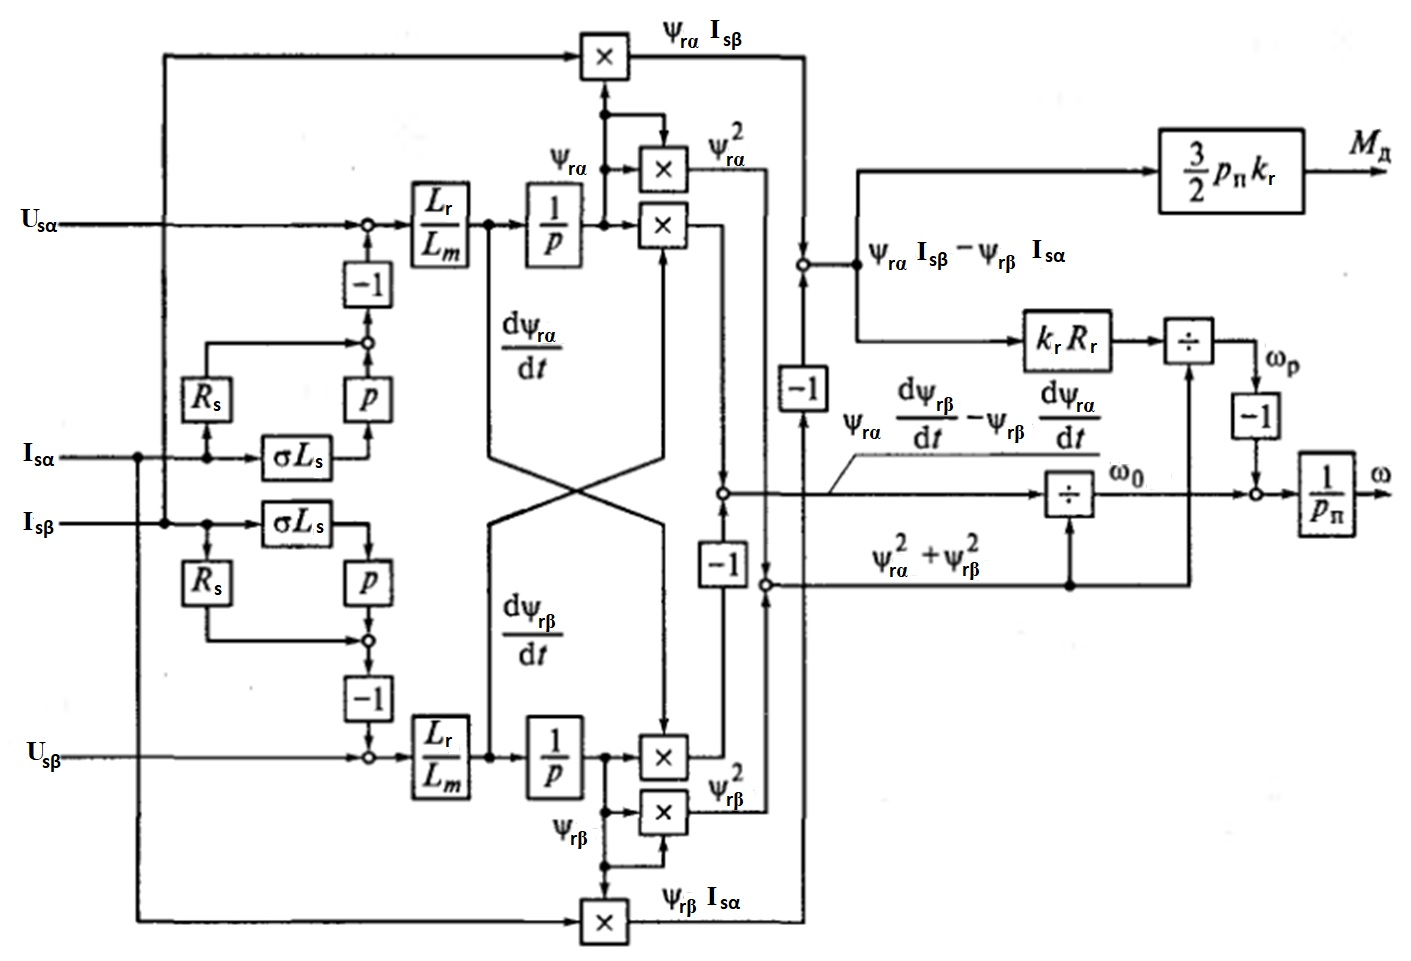 ψrα Isβ
×
ψrα²
ψrα
×
3/2 pп kr
Mд
Usα
Lr/Lm
1/p
×
−1
ψrα Isβ − ψrβ Isα
dψrα/dt
kr Rr
÷
ωр
Rs
p
−1
ψrα dψrβ/dt − ψrβ dψrα/dt
−1
Isα
σLs
÷
ω0
1/pп
ω
Isβ
σLs
Rs
p
−1
ψrα² + ψrβ²
dψrβ/dt
−1
Usβ
Lr/Lm
1/p
×
ψrβ²
×
ψrβ
ψrβ Isα
×